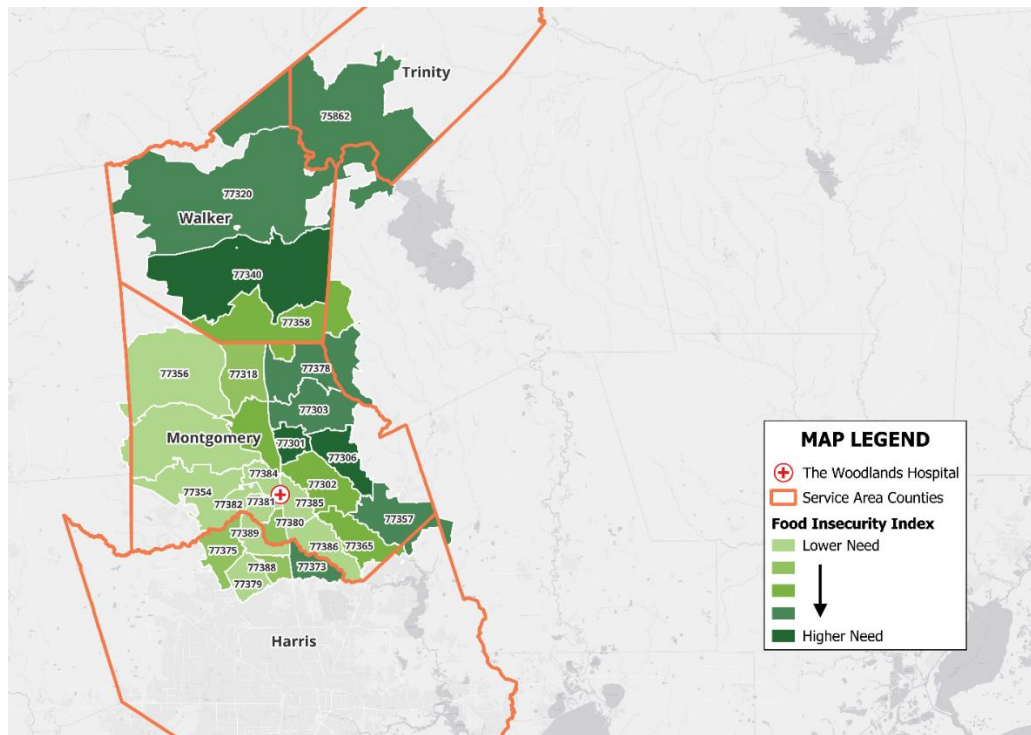 Trinity
75862
77320
Walker
77340
77358
77356
77318
77378
77303
Montgomery
77301
77306
77384
77302
77354
77382
77381
77385
77357
77380
77389
77386
77365
77375
77388
77373
77379
Harris
MAP LEGEND
The Woodlands Hospital
Service Area Counties
Food Insecurity Index
Lower Need
Higher Need